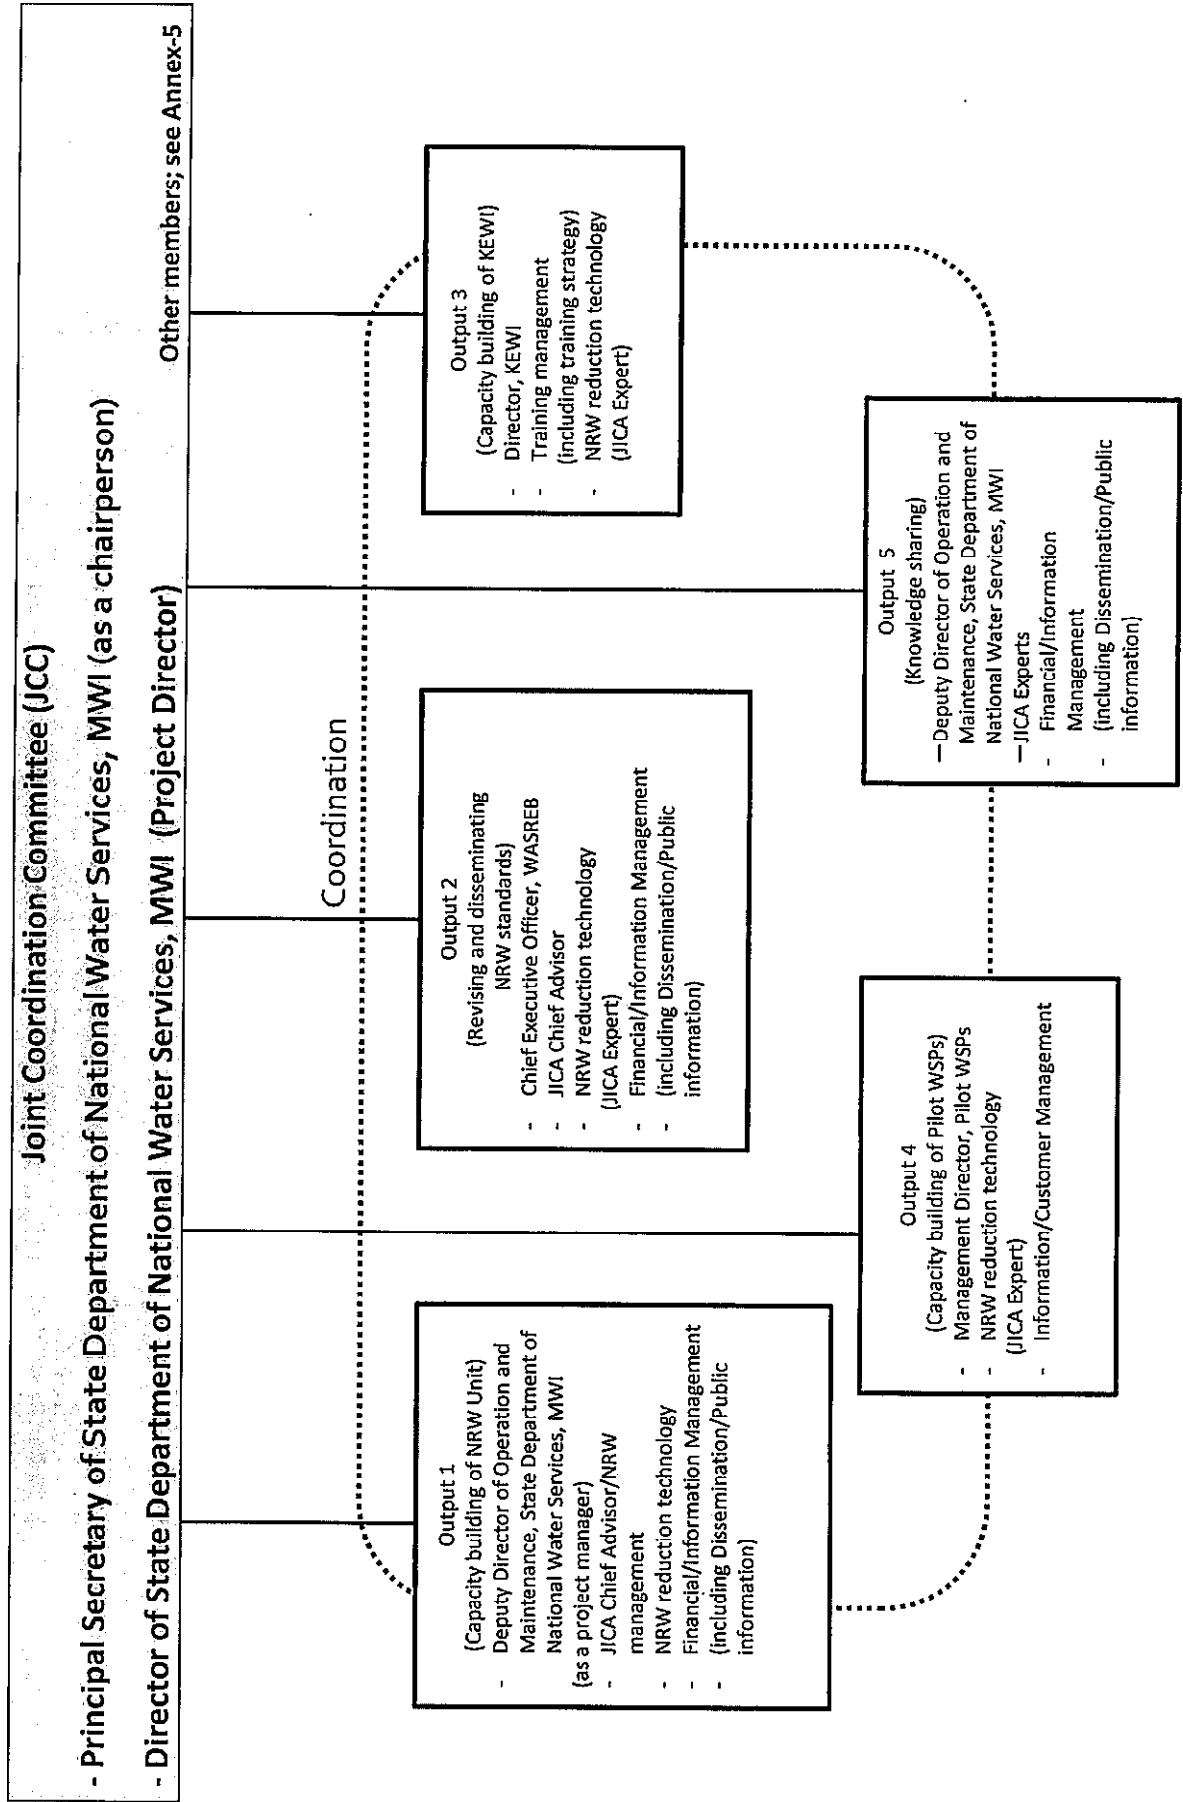 Joint Coordination Committee (JCC)
- Principal Secretary of State Department of National Water Services, MWI (as a chairperson)
- Director of State Department of National Water Services, MWI (Project Director)
Other members; see Annex-5
Coordination
Output 1
(Capacity building of NRW Unit)
- Deputy Director of Operation and
Maintenance, State Department of
National Water Services, MWI
(as a project manager)
- JICA Chief Advisor/NRW
management
- NRW reduction technology
- Financial/Information Management
- (including Dissemination/Public
information)
Output 2
(Revising and disseminating
NRW standards)
- Chief Executive Officer, WASREB
- JICA Chief Advisor
- NRW reduction technology
(JICA Expert)
- Financial/Information Management
- (including Dissemination/Public
information)
Output 3
(Capacity building of KEWI)
- Director, KEWI
- Training management
(including training strategy)
- NRW reduction technology
(JICA Expert)
Output 4
(Capacity building of Pilot WSPs)
- Management Director, Pilot WSPs
- NRW reduction technology
(JICA Expert)
- Information/Customer Management
Output 5
(Knowledge sharing)
—Deputy Director of Operation and
Maintenance, State Department of
National Water Services, MWI
—JICA Experts
- Financial/Information
Management
- (including Dissemination/Public
information)